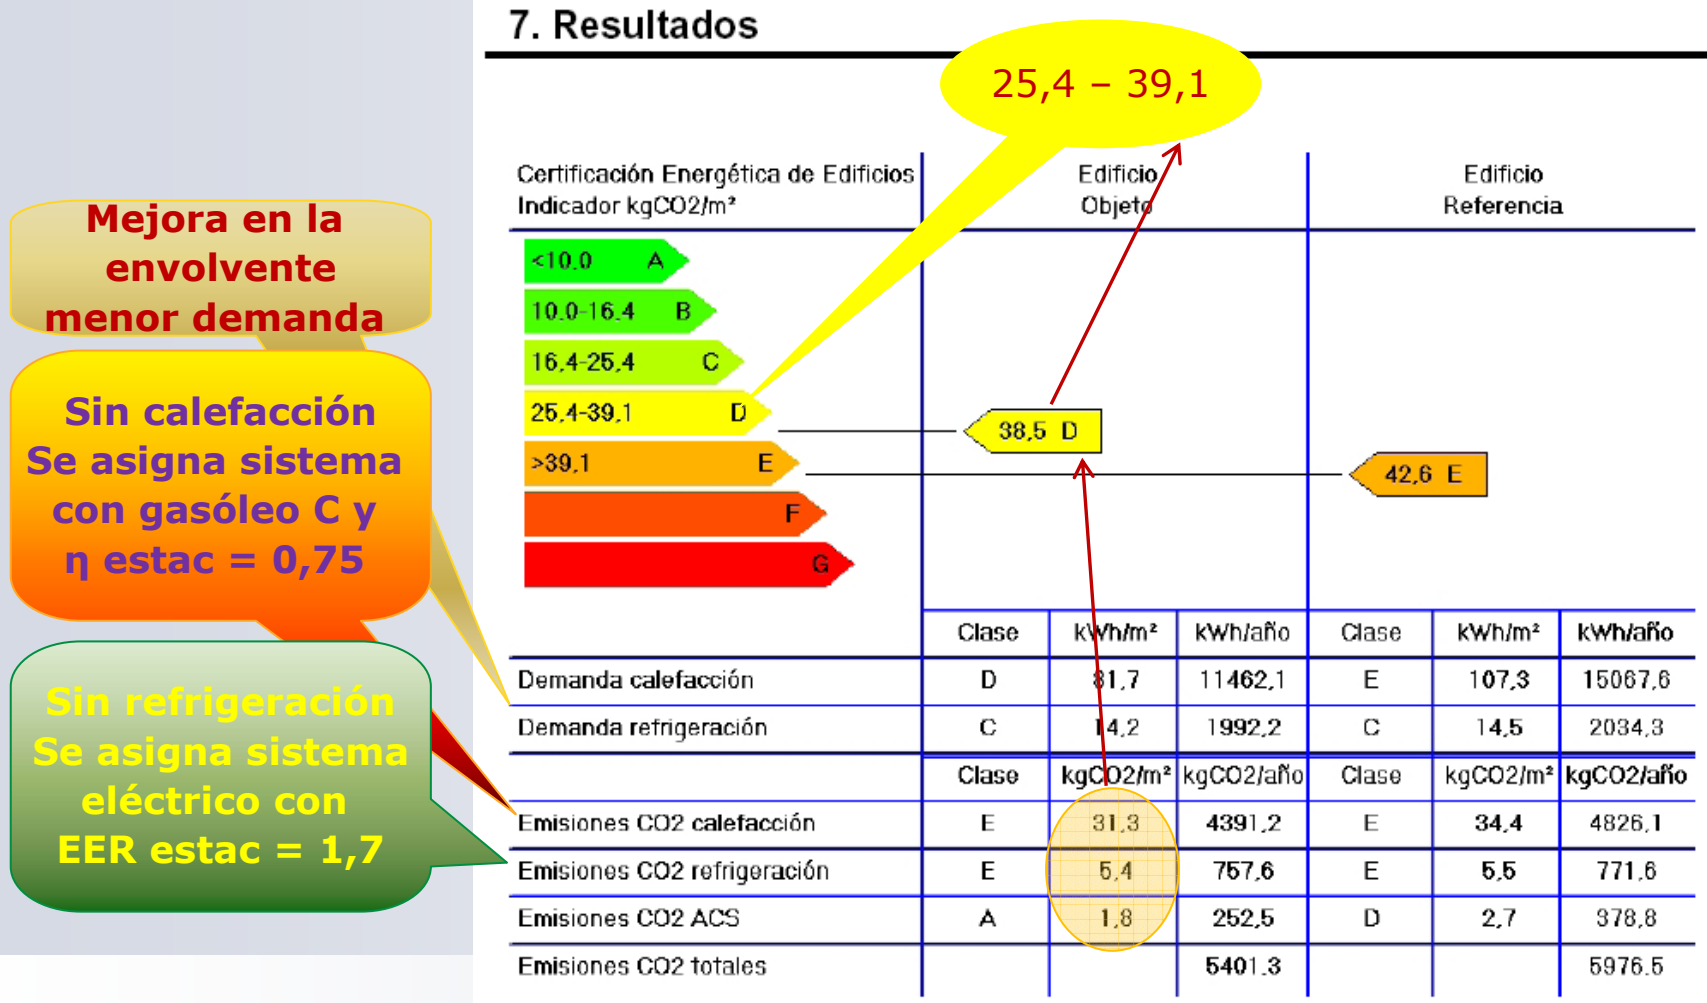 7. Resultados
25,4 – 39,1
Certificación Energética de Edificios
Indicador kgCO2/m²
Edificio
Objeto
Edificio
Referencia
Mejora en la
envolvente
menor demanda
<10.0 A
10.0-16.4 B
16,4-25,4 C
25,4-39,1 D
>39,1 E
F
G
38,5 D
42,6 E
Sin calefacción
Se asigna sistema
con gasóleo C y
η estac = 0,75
Sin refrigeración
Se asigna sistema
eléctrico con
EER estac = 1,7
Clase kWh/m² kWh/año Clase kWh/m² kWh/año
Demanda calefacción D 81,7 11462,1 E 107,3 15067,6
Demanda refrigeración C 14,2 1992,2 C 14,5 2034,3
Clase kgCO2/m² kgCO2/año Clase kgCO2/m² kgCO2/año
Emisiones CO2 calefacción E 31,3 4391,2 E 34,4 4826,1
Emisiones CO2 refrigeración E 5,4 757,6 E 5,5 771,6
Emisiones CO2 ACS A 1,8 252,5 D 2,7 378,8
Emisiones CO2 totales 5401.3 5976.5